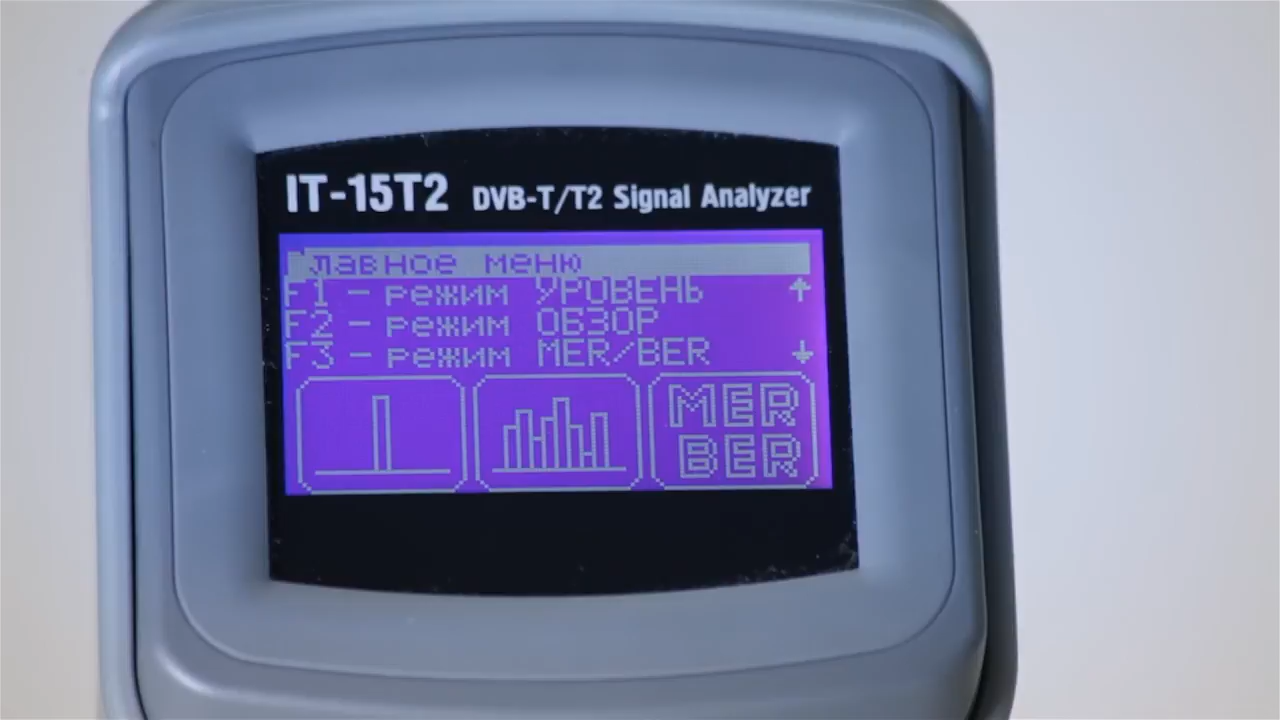 IT-15T2 DVB-T/T2 Signal Analyzer
Главное меню
F1 - режим УРОВЕНЬ
F2 - режим ОБЗОР
F3 - режим MER/BER
MER
BER